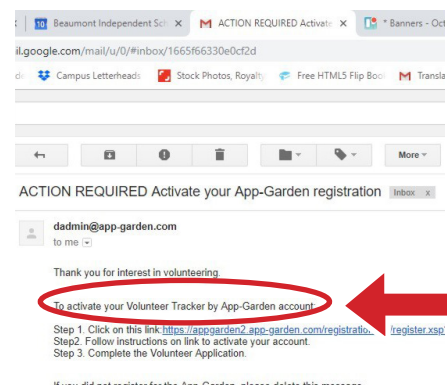 Beaumont Independent Sch x
ACTION REQUIRED Activate x
* Banners - Oct
il.google.com/mail/u/0/#inbox/1665f66330e0cf2d
Campus Letterheads
Stock Photos, Royalty
Free HTML5 Flip Boo
Transla
More
ACTION REQUIRED Activate your App-Garden registration Inbox x
dadmin@app-garden.com
to me
Thank you for interest in volunteering.
To activate your Volunteer Tracker by App-Garden account:
Step 1. Click on this link:https://appgarden2.app-garden.com/registratio /register.xsp
Step2. Follow instructions on link to activate your account.
Step 3. Complete the Volunteer Application.
If you did not register for the App-Garden, please delete this message